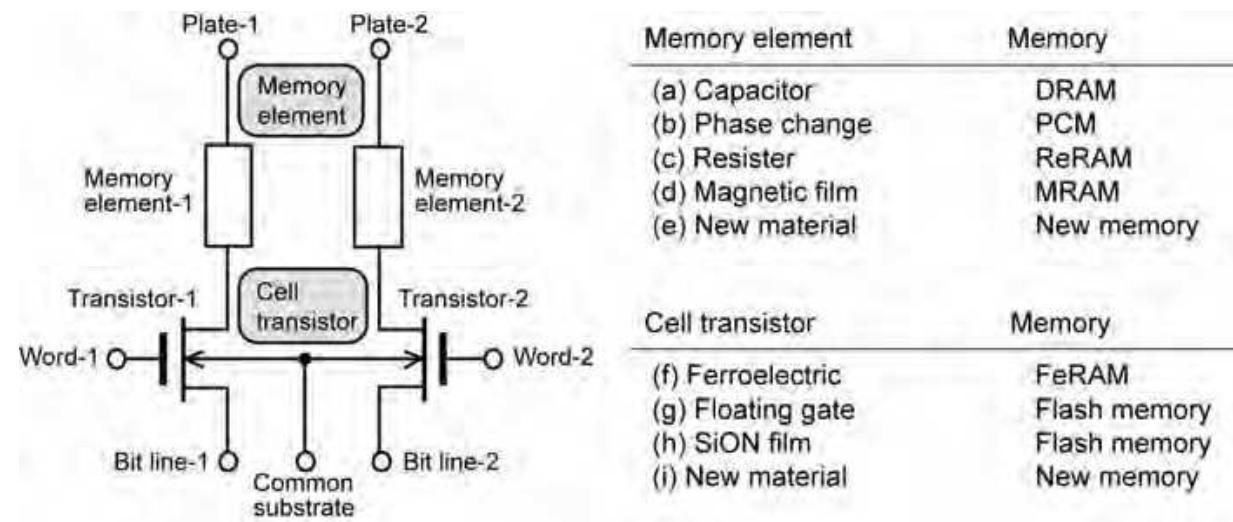 Plate-1
Plate-2
Memory
element
Memory
element-1
Memory
element-2
Transistor-1
Cell
transistor
Transistor-2
Word-1
Word-2
Bit line-1
Bit line-2
Common
substrate
Memory element Memory
(a) Capacitor DRAM
(b) Phase change PCM
(c) Resister ReRAM
(d) Magnetic film MRAM
(e) New material New memory
Cell transistor Memory
(f) Ferroelectric FeRAM
(g) Floating gate Flash memory
(h) SiON film Flash memory
(i) New material New memory